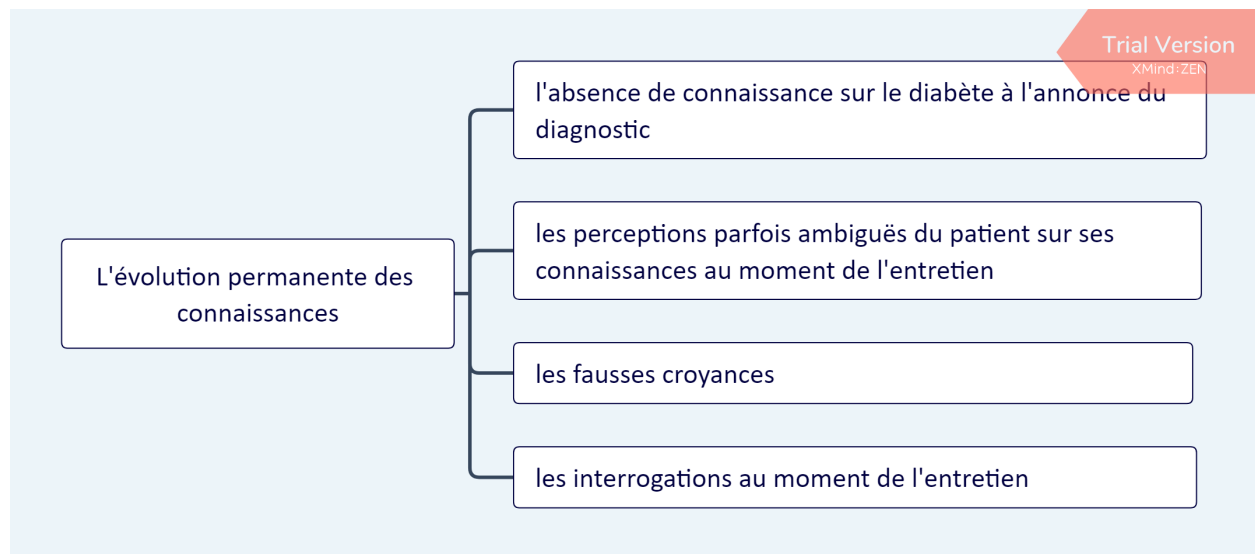 Trial Version
XMind:ZEN
l'absence de connaissance sur le diabète à l'annonce du
diagnostic
les perceptions parfois ambiguës du patient sur ses
connaissances au moment de l'entretien
L'évolution permanente des
connaissances
les fausses croyances
les interrogations au moment de l'entretien